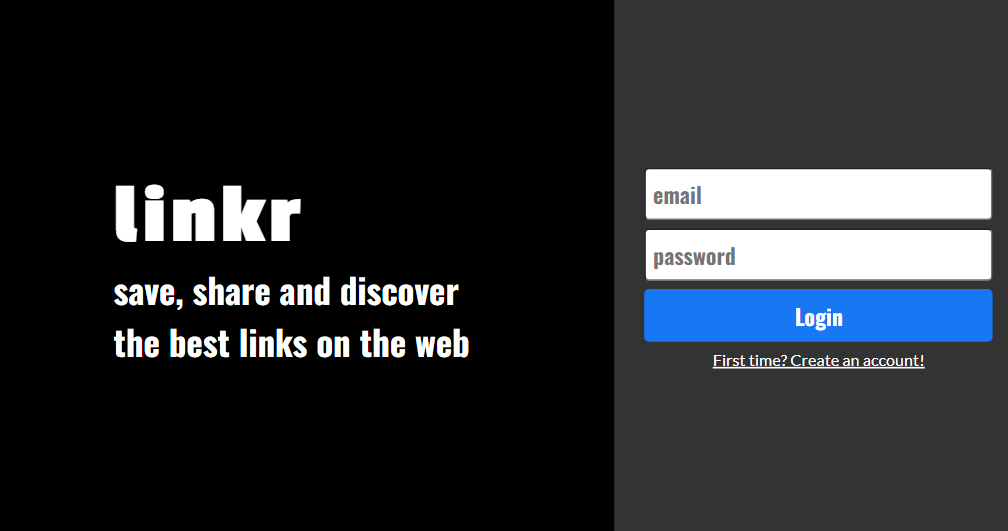 linkr
save, share and discover
the best links on the web
email
password
Login
First time? Create an account!